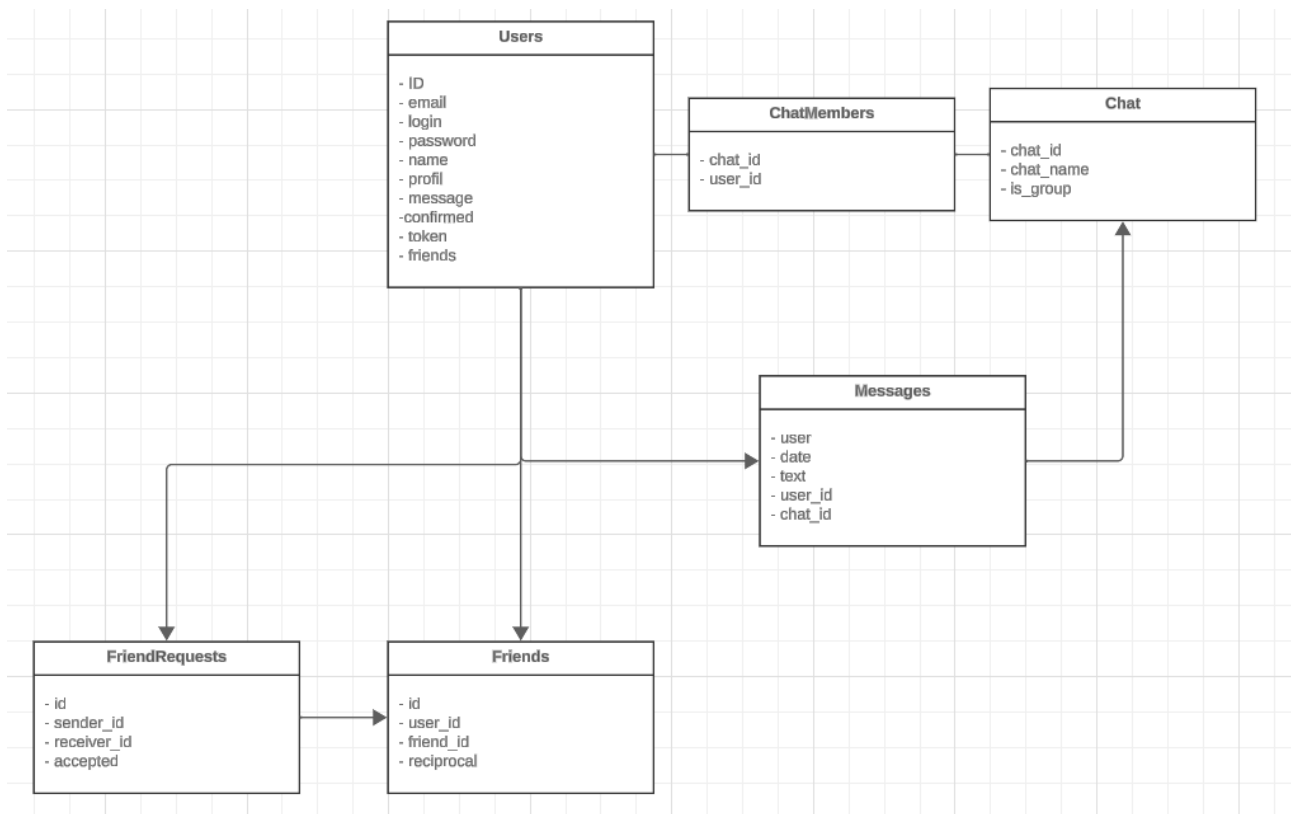 Users
- ID
- email
- login
- password
- name
- profil
- message
-confirmed
- token
- friends
ChatMembers
- chat_id
- user_id
Chat
- chat_id
- chat_name
- is_group
Messages
- user
- date
- text
- user_id
- chat_id
FriendRequests
- id
- sender_id
- receiver_id
- accepted
Friends
- id
- user_id
- friend_id
- reciprocal